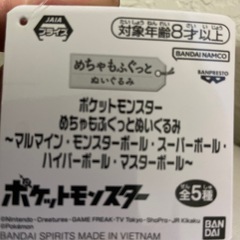 JAIA
プライズ
たいしょうねんれい さいいじょう
対象年齢8才以上
BANDAI NAMCO
めちゃもふぐっと
ぬいぐるみ
BANPRESTO
ポケットモンスター
めちゃもふぐっとぬいぐるみ
～マルマイン・モンスターボール・スーパーボール・
ハイパーボール・マスターボール～
ポケットモンスター
全5種
©Nintendo・Creatures・GAME FREAK・TV Tokyo・ShoPro・JR Kikaku
©Pokémon
BANDAI SPIRITS MADE IN VIETNAM
BANDAI